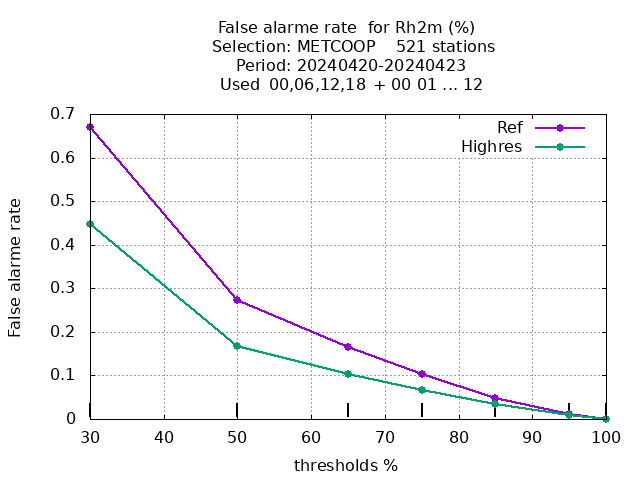 False alarme rate  for Rh2m (%)
Selection: METCOOP    521 stations
Period: 20240420-20240423
Used  00,06,12,18  + 00 01 ... 12
0.7
0.6
0.5
0.4
0.3
0.2
0.1
0
False alarme rate
Ref
Highres
30 40 50 60 70 80 90 100
thresholds %